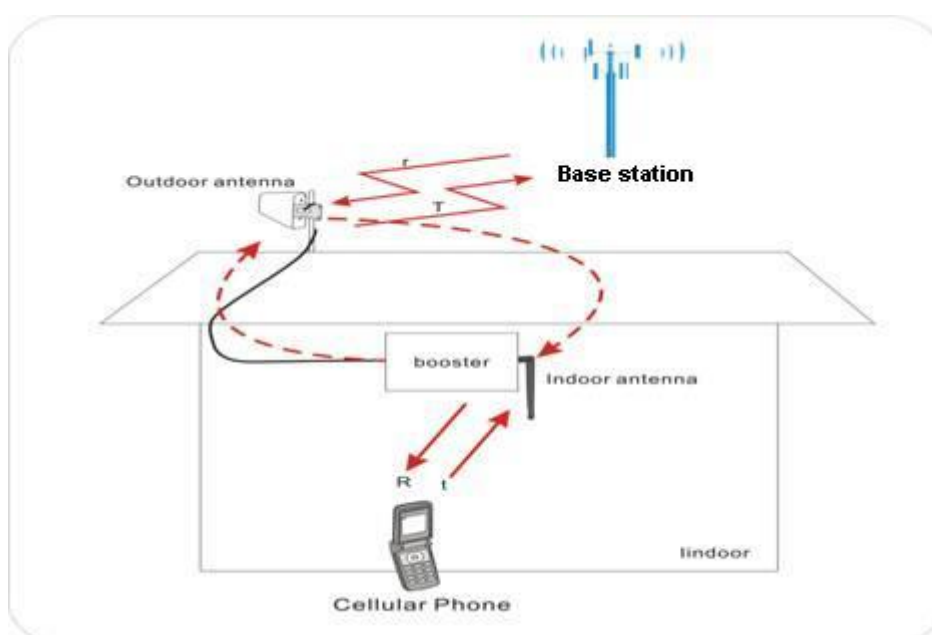 r
Base station
Outdoor antenna
T
booster
Indoor antenna
R
t
lindoor
Cellular Phone